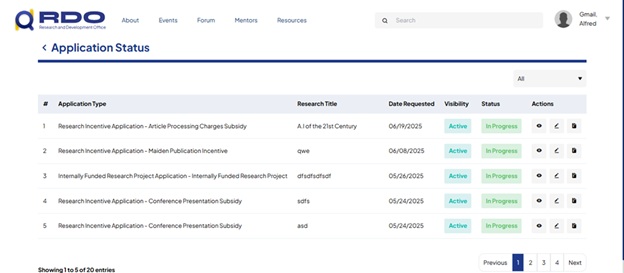 RDO
Research and Development Office
About Events Forum Mentors Resources
Search
Gmail, Alfred
Application Status
All
# Application Type Research Title Date Requested Visibility Status Actions
1 Research Incentive Application - Article Processing Charges Subsidy A.I of the 21st Century 06/19/2025 Active In Progress
2 Research Incentive Application - Maiden Publication Incentive qwe 06/08/2025 Active In Progress
3 Internally Funded Research Project Application - Internally Funded Research Project dfsdfsdfsdf 05/26/2025 Active In Progress
4 Research Incentive Application - Conference Presentation Subsidy sdfs 05/24/2025 Active In Progress
5 Research Incentive Application - Conference Presentation Subsidy asd 05/24/2025 Active In Progress
Previous 1 2 3 4 Next
Showing 1 to 5 of 20 entries